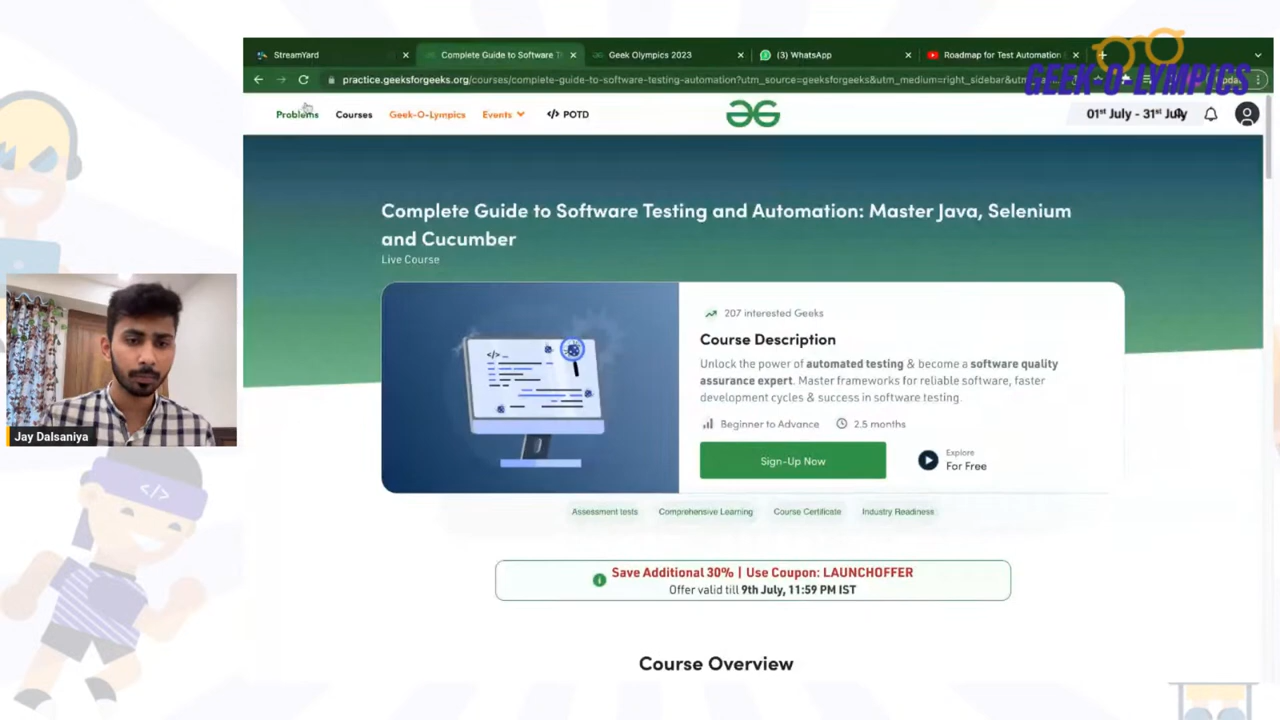 StreamYard
Complete Guide to Software T
Geek Olympics 2023
(3) WhatsApp
Roadmap for Test Automation
practice.geeksforgeeks.org/courses/complete-guide-to-software-testing-automation?utm_source=geeksforgeeks&utm_medium=right_sidebar&utm
GEEK-O-LYMPICS
Problems
Courses
Geek-O-Lympics
Events
</> POTD
01st July - 31st July
Complete Guide to Software Testing and Automation: Master Java, Selenium
and Cucumber
Live Course
207 interested Geeks
Course Description
Unlock the power of automated testing & become a software quality
assurance expert. Master frameworks for reliable software, faster
development cycles & success in software testing.
Beginner to Advance
2.5 months
Sign-Up Now
Explore
For Free
</>
Jay Dalsaniya
</>
Assessment tests
Comprehensive Learning
Course Certificate
Industry Readiness
Save Additional 30% | Use Coupon: LAUNCHOFFER
Offer valid till 9th July, 11:59 PM IST
Course Overview